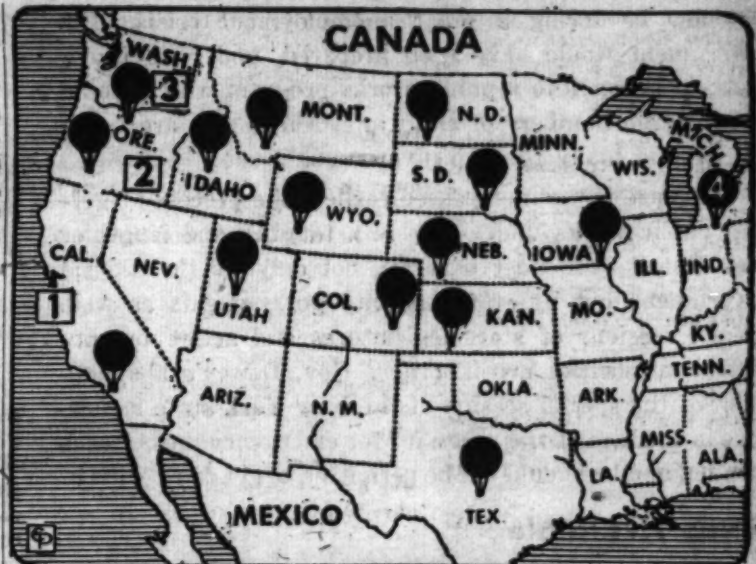 CANADA
WASH.
3
MONT.
N. D.
MINN.
MICH.
ORE.
2
IDAHO
S. D.
WIS.
4
WYO.
CAL.
NEV.
UTAH
COL.
NEB.
IOWA
ILL.
IND.
1
KAN.
MO.
KY.
ARIZ.
N. M.
OKLA.
ARK.
TENN.
MISS.
ALA.
LA.
TEX.
MEXICO
CP